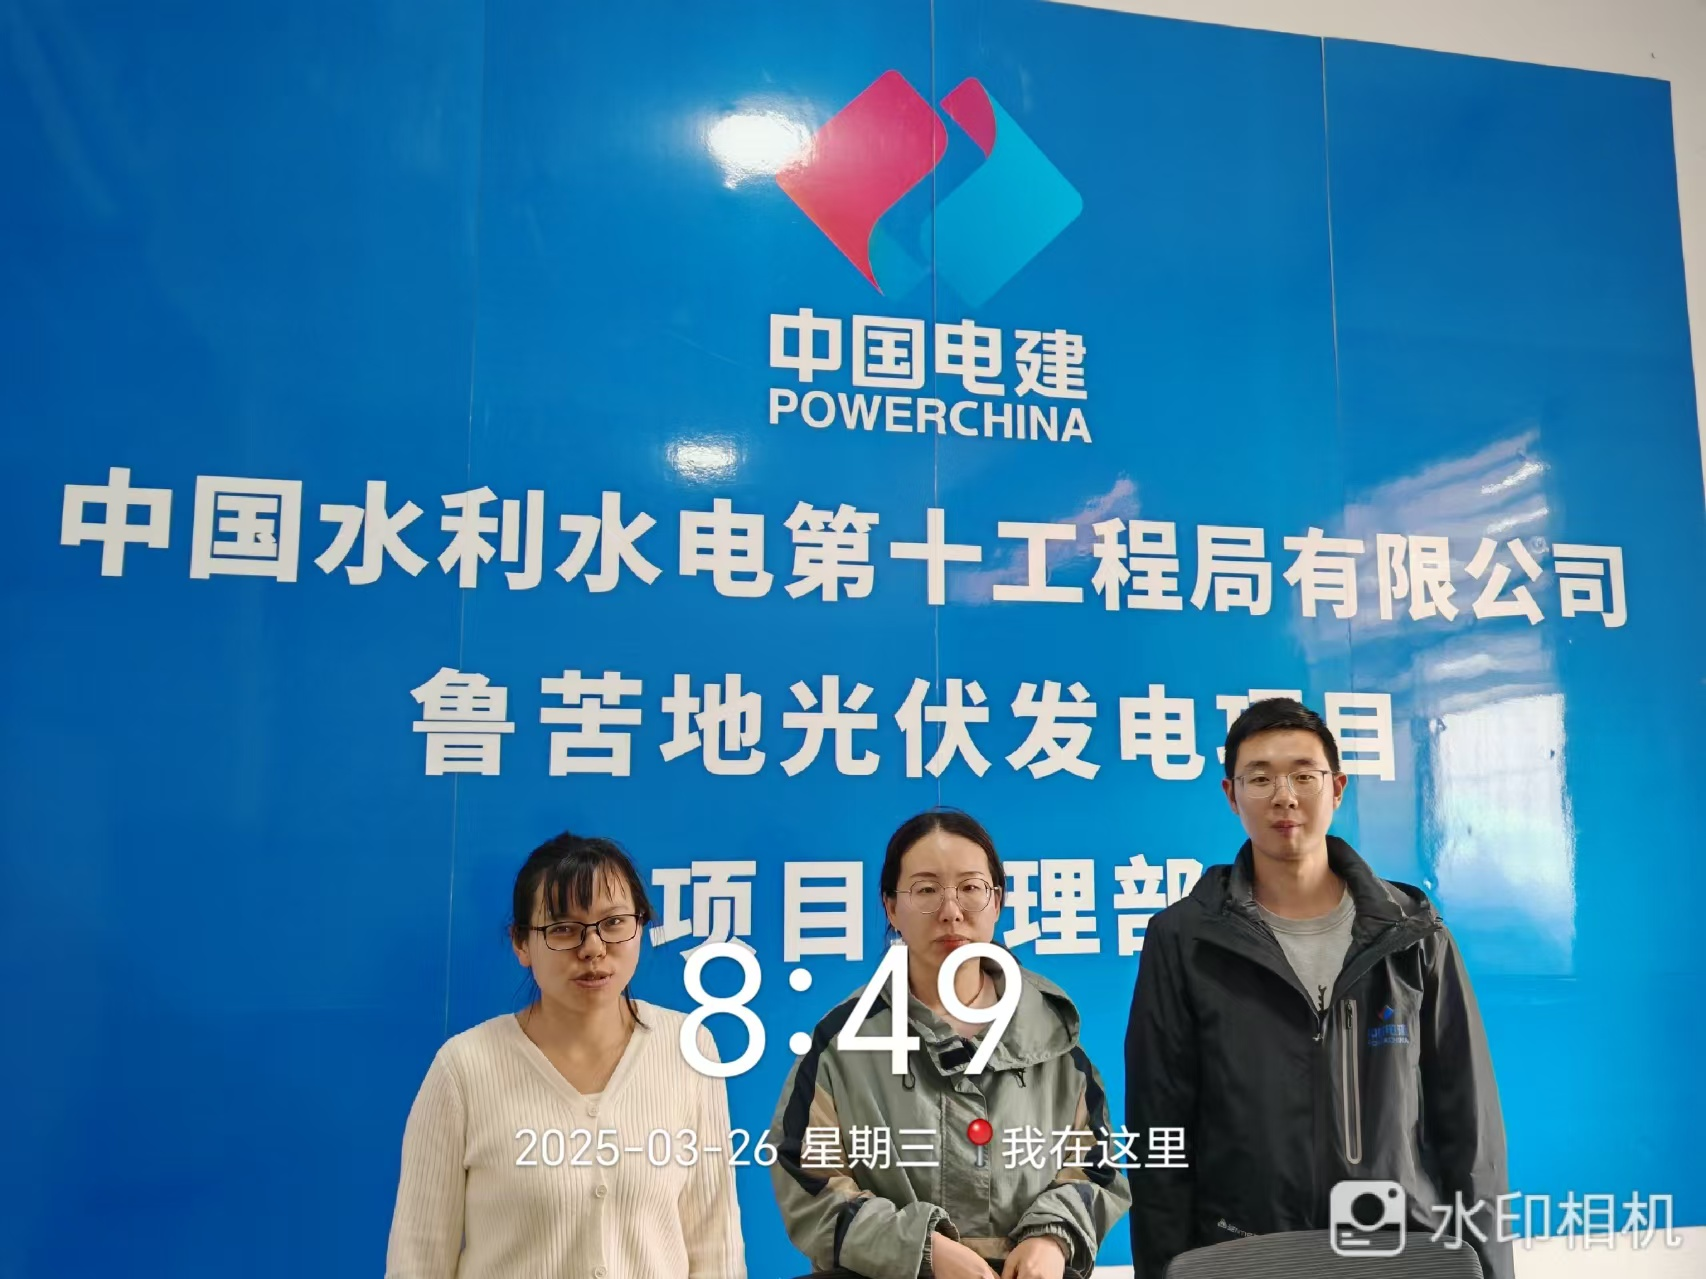 中国电建
POWERCHINA
中国水利水电第十工程局有限公司
鲁苦地光伏发电项目
项目 理部
8:49
2025-03-26 星期三 我在这里
水印相机